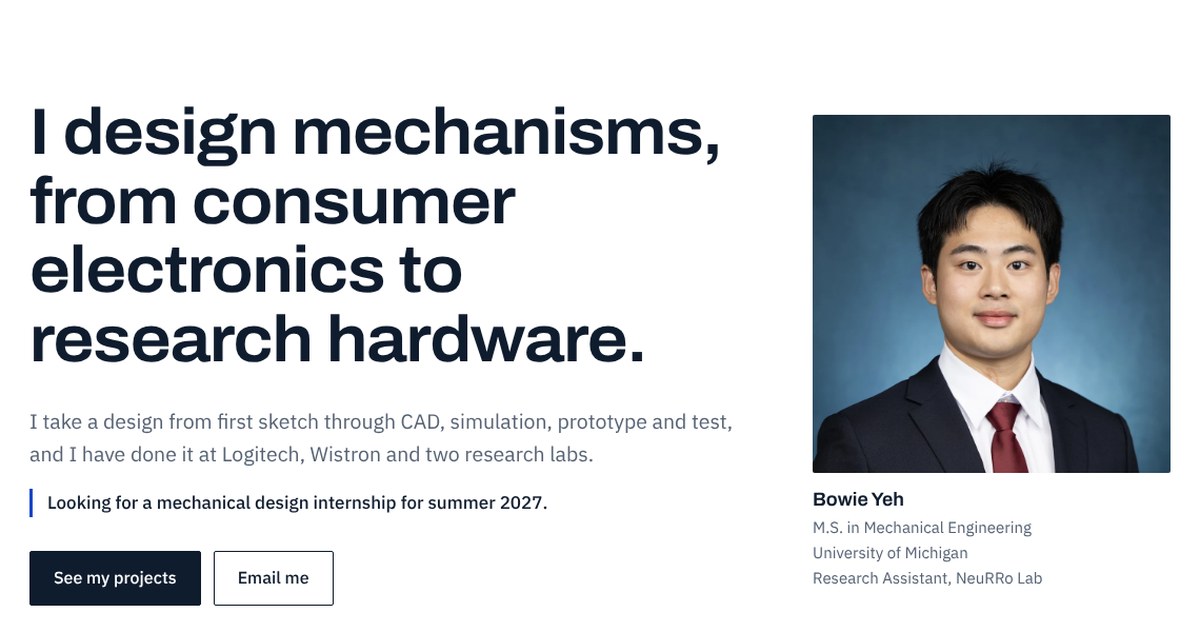 I design mechanisms,
from consumer
electronics to
research hardware.
I take a design from first sketch through CAD, simulation, prototype and test,
and I have done it at Logitech, Wistron and two research labs.
Looking for a mechanical design internship for summer 2027.
See my projects
Email me
Bowie Yeh
M.S. in Mechanical Engineering
University of Michigan
Research Assistant, NeuRRo Lab